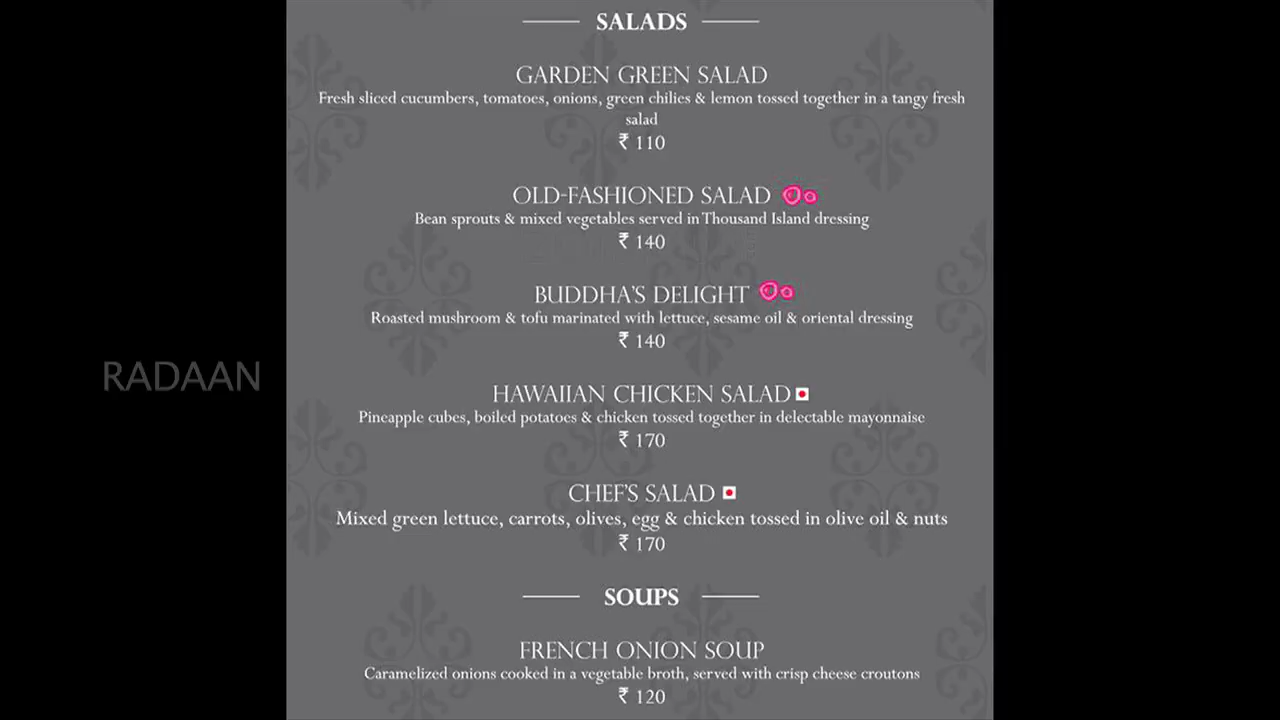 SALADS
GARDEN GREEN SALAD
Fresh sliced cucumbers, tomatoes, onions, green chilies & lemon tossed together in a tangy fresh
salad
₹ 110
OLD-FASHIONED SALAD
Bean sprouts & mixed vegetables served in Thousand Island dressing
₹ 140
BUDDHA'S DELIGHT
Roasted mushroom & tofu marinated with lettuce, sesame oil & oriental dressing
₹ 140
RADAAN
HAWAIIAN CHICKEN SALAD
Pineapple cubes, boiled potatoes & chicken tossed together in delectable mayonnaise
₹ 170
CHEF'S SALAD
Mixed green lettuce, carrots, olives, egg & chicken tossed in olive oil & nuts
₹ 170
SOUPS
FRENCH ONION SOUP
Caramelized onions cooked in a vegetable broth, served with crisp cheese croutons
₹ 120